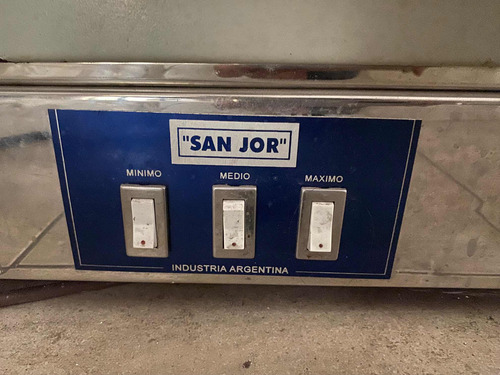 "SAN JOR"
MINIMO MEDIO MAXIMO
INDUSTRIA ARGENTINA